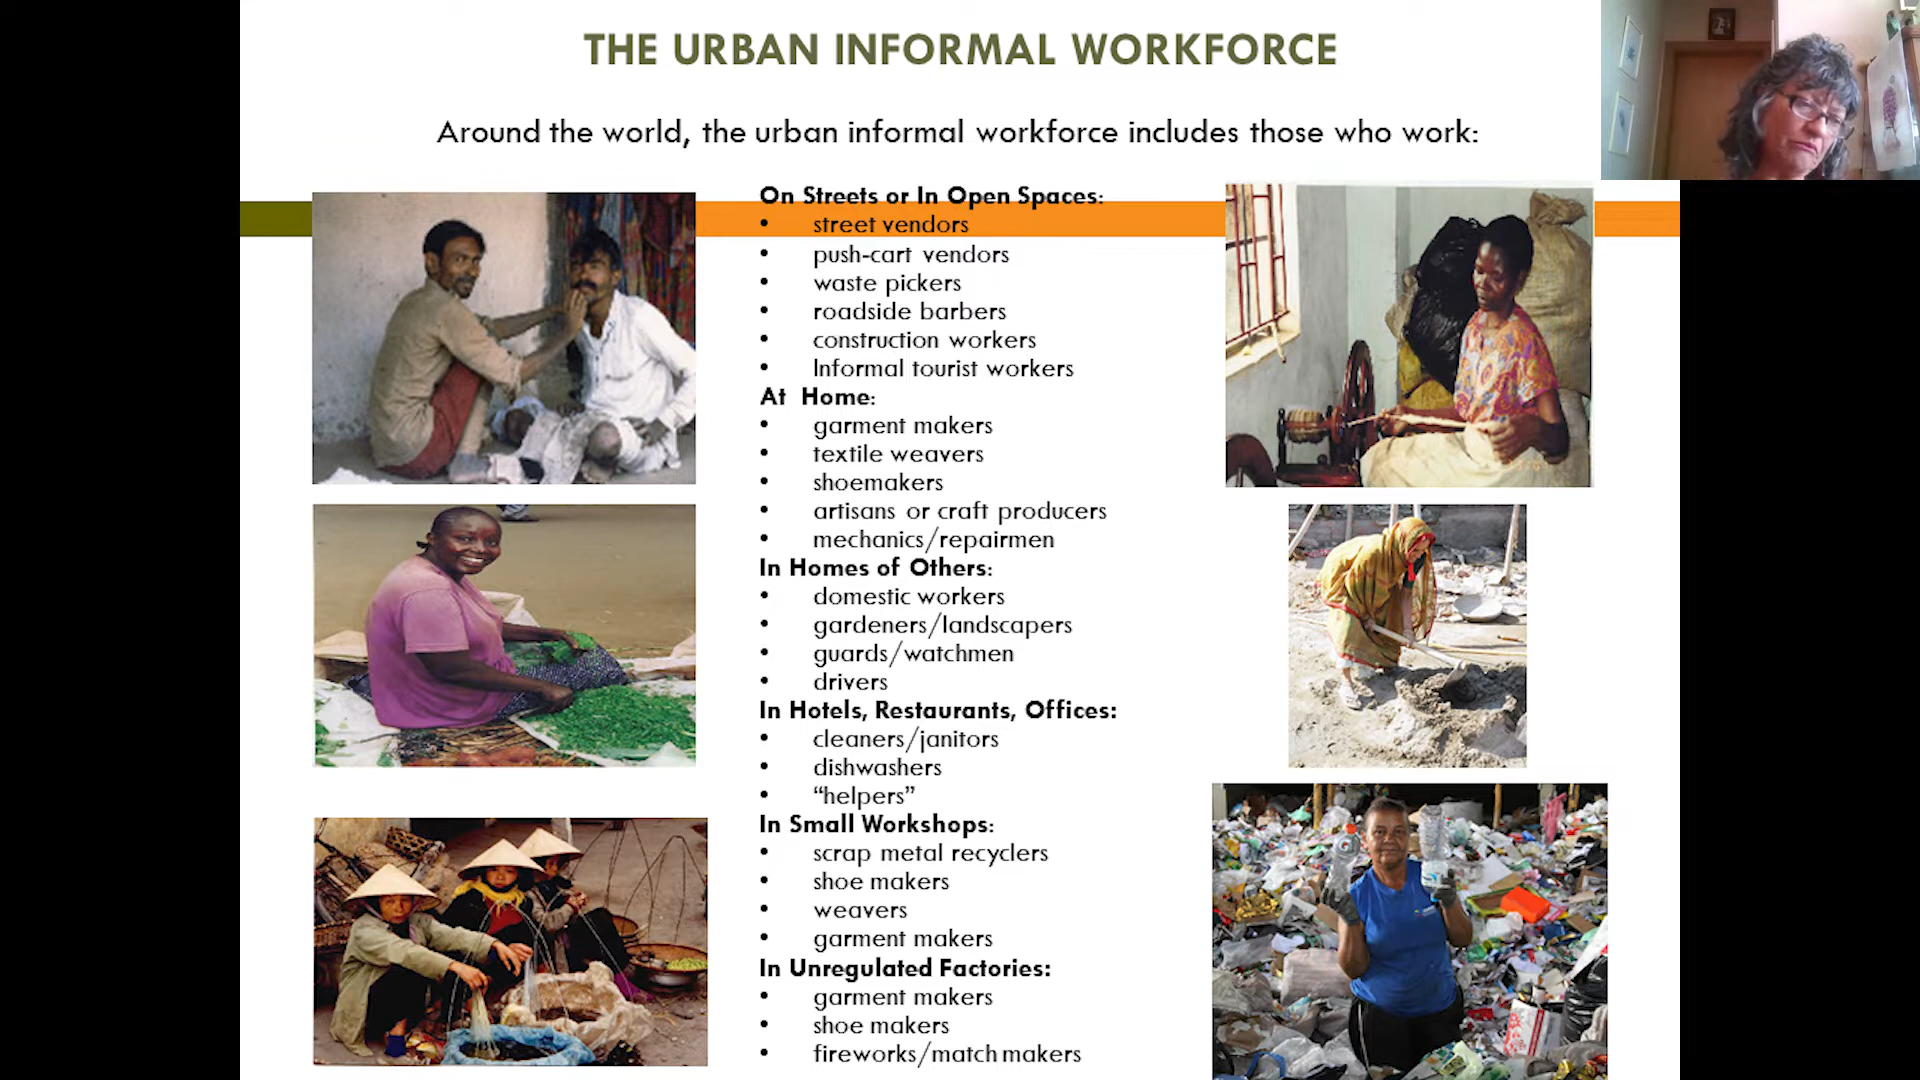 THE URBAN INFORMAL WORKFORCE
Around the world, the urban informal workforce includes those who work:
On Streets or In Open Spaces:
• street vendors
• push-cart vendors
• waste pickers
• roadside barbers
• construction workers
• Informal tourist workers
At Home:
• garment makers
• textile weavers
• shoemakers
• artisans or craft producers
• mechanics/repairmen
In Homes of Others:
• domestic workers
• gardeners/landscapers
• guards/watchmen
• drivers
In Hotels, Restaurants, Offices:
• cleaners/janitors
• dishwashers
• “helpers”
In Small Workshops:
• scrap metal recyclers
• shoe makers
• weavers
• garment makers
In Unregulated Factories:
• garment makers
• shoe makers
• fireworks/match makers